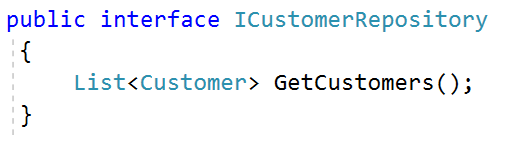 public interface ICustomerRepository
{
    List<Customer> GetCustomers();
}